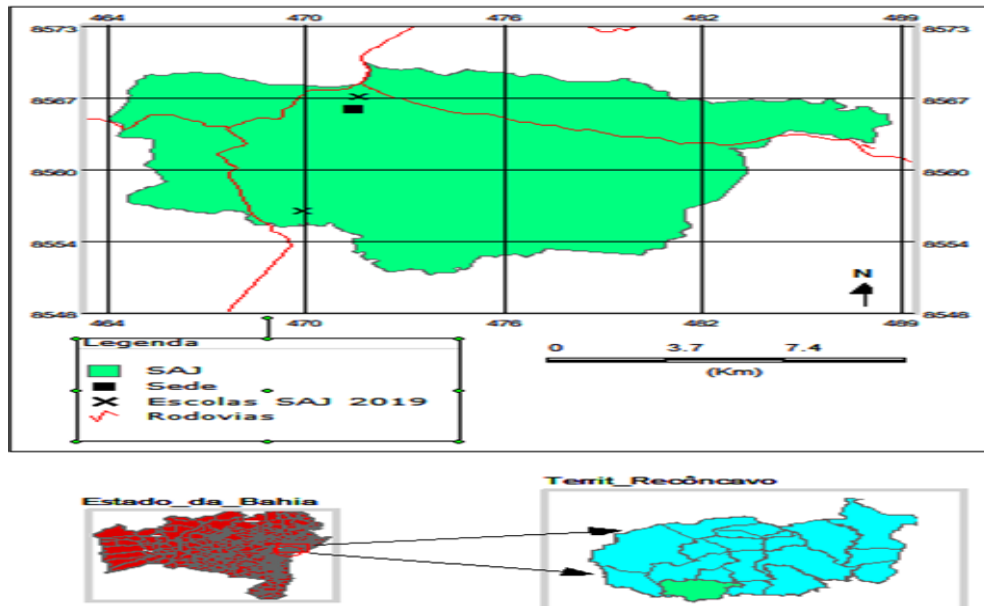 464 470 476 482 489
8573 8573
8567 8567
8560 8560
8554 8554
N
8548 8548
464 470 476 482 489
Legenda
SAJ
Sede
Escolas SAJ 2019
Rodovias
0 3.7 7.4
(Km)
Estado_da_Bahia
Territ_Recôncavo